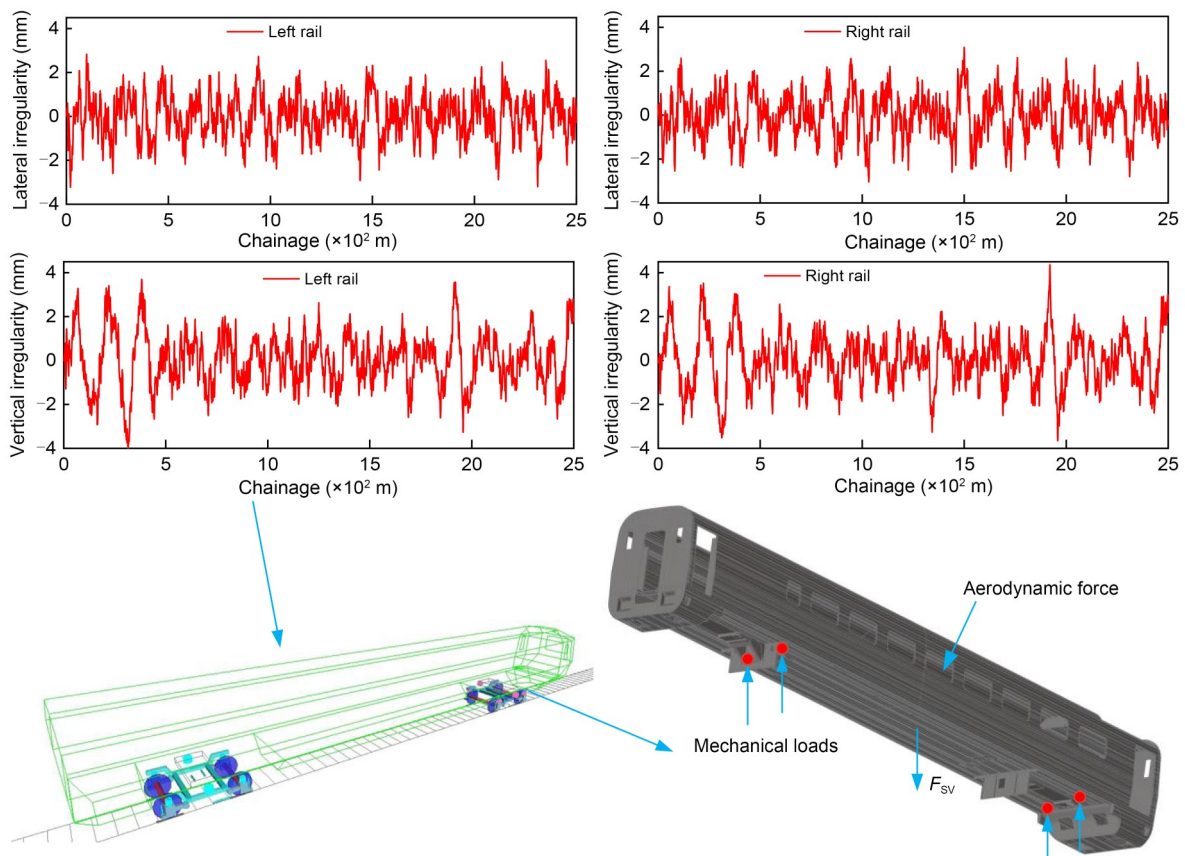 Lateral irregularity (mm)
4
2
0
−2
−4
Left rail
0 5 10 15 20 25
Chainage (×10² m)
Lateral irregularity (mm)
4
2
0
−2
−4
Right rail
0 5 10 15 20 25
Chainage (×10² m)
Vertical irregularity (mm)
4
2
0
−2
−4
Left rail
0 5 10 15 20 25
Chainage (×10² m)
Vertical irregularity (mm)
4
2
0
−2
−4
Right rail
0 5 10 15 20 25
Chainage (×10² m)
Aerodynamic force
Mechanical loads
F_SV